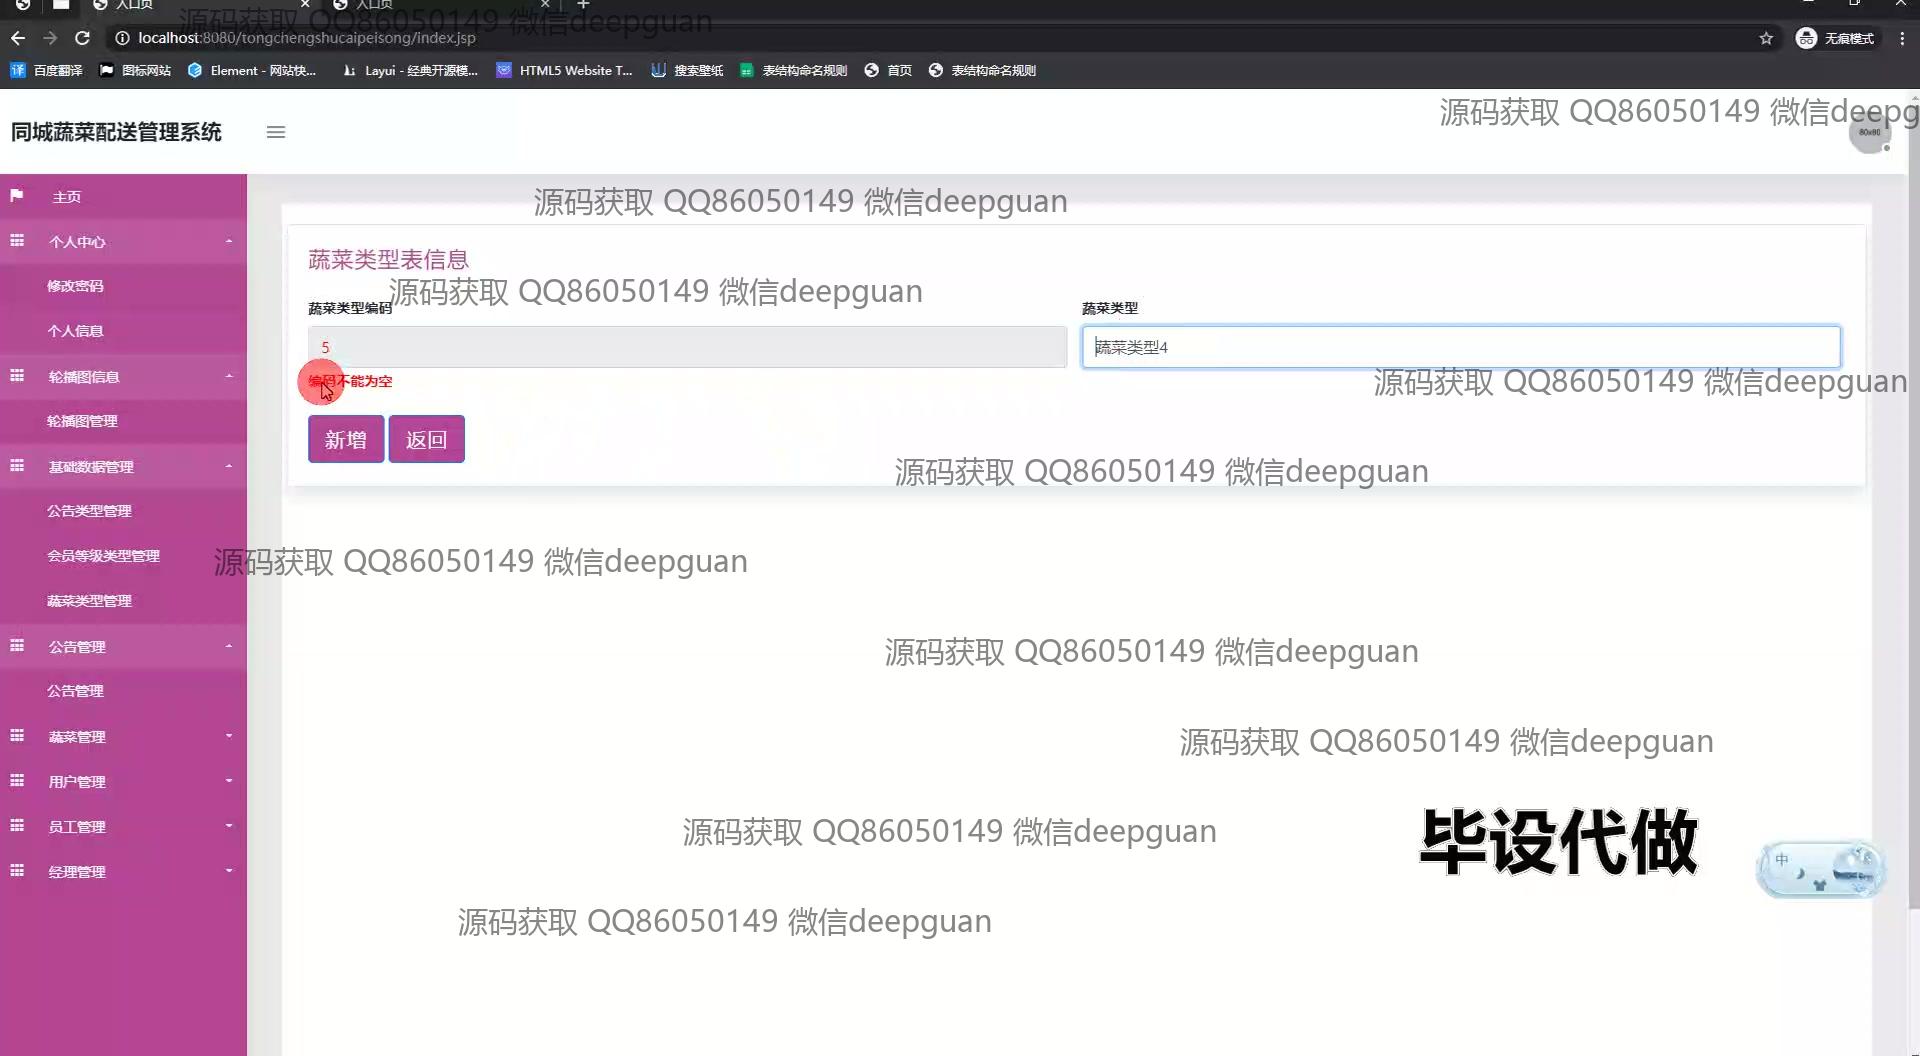 入口页
入口页
源码获取 QQ86050149 微信deepguan
localhost:8080/tongchengshucaipeisong/index.jsp
无痕模式
译 百度翻译 图标网站 Element - 网站快... Layui - 经典开源模... HTML5 Website T... 搜索壁纸 表结构命名规则 首页 表结构命名规则
源码获取 QQ86050149 微信deepg
同城蔬菜配送管理系统
80x80
主页
源码获取 QQ86050149 微信deepguan
个人中心
蔬菜类型表信息
修改密码
源码获取 QQ86050149 微信deepguan
蔬菜类型编码
蔬菜类型
个人信息
5
蔬菜类型4
轮播图信息
编码不能为空
源码获取 QQ86050149 微信deepguan
轮播图管理
新增 返回
基础数据管理
源码获取 QQ86050149 微信deepguan
公告类型管理
会员等级类型管理
源码获取 QQ86050149 微信deepguan
蔬菜类型管理
公告管理
源码获取 QQ86050149 微信deepguan
公告管理
蔬菜管理
源码获取 QQ86050149 微信deepguan
用户管理
员工管理
源码获取 QQ86050149 微信deepguan
毕设代做
中
经理管理
源码获取 QQ86050149 微信deepguan